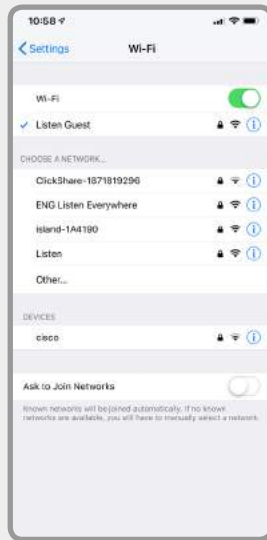 10:58
Settings
Wi-Fi
Wi-Fi
Listen Guest
CHOOSE A NETWORK...
ClickShare-1871819296
ENG Listen Everywhere
island-1A4190
Listen
Other...
DEVICES
cisco
Ask to Join Networks
Known networks will be joined automatically. If no known
networks are available, you will have to manually select a network.